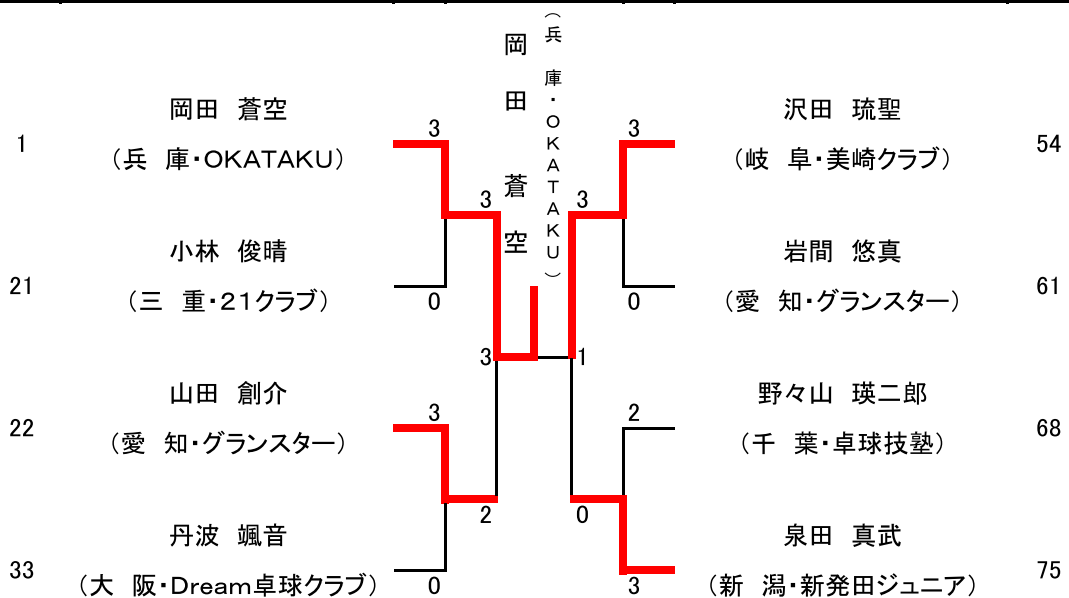 岡田 蒼空
(兵 庫・OKATAKU)
1
岡田 蒼空
(兵 庫・OKATAKU)
3
21
小林 俊晴
(三 重・21クラブ)
0
3
22
山田 創介
(愛 知・グランスター)
3
33
丹波 颯音
(大 阪・Dream卓球クラブ)
0
2
3
1
3
沢田 琉聖
(岐 阜・美崎クラブ)
54
3
岩間 悠真
(愛 知・グランスター)
61
0
2
野々山 瑛二郎
(千 葉・卓球技塾)
68
0
泉田 真武
(新 潟・新発田ジュニア)
75
3